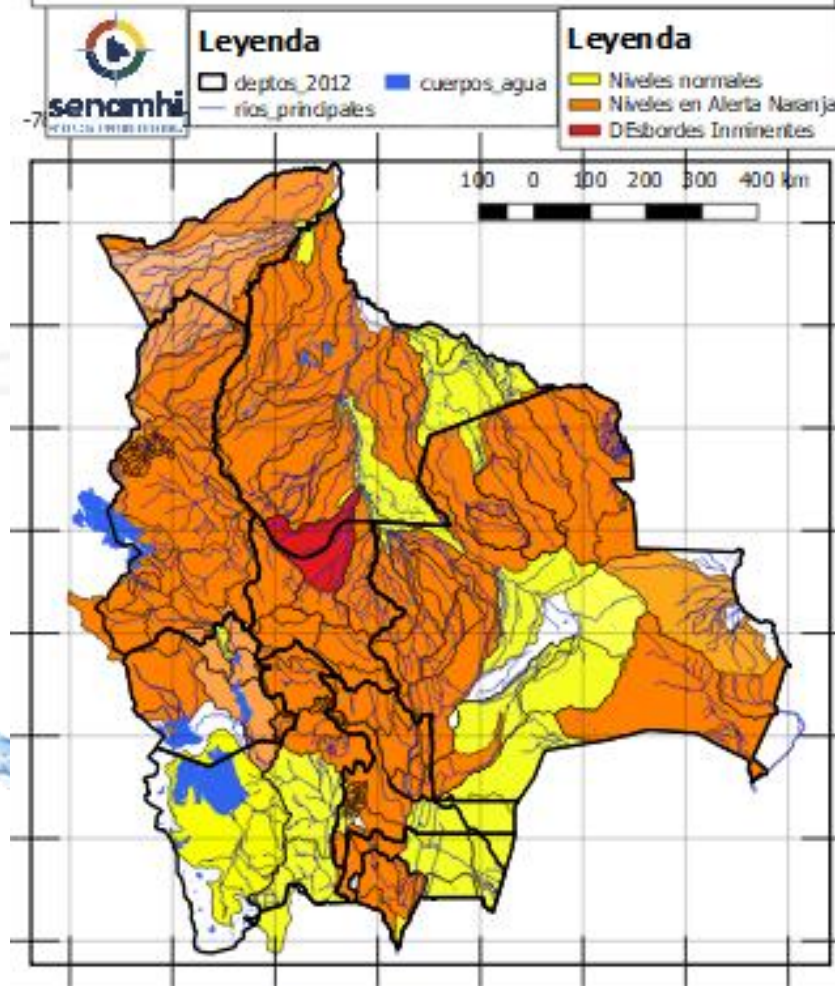 senamhi
Leyenda
deptos_2012 cuerpos_agua
rios_principales
Leyenda
Niveles normales
Niveles en Alerta Naranja
DEsbordes Inminentes
100 0 100 200 300 400 km